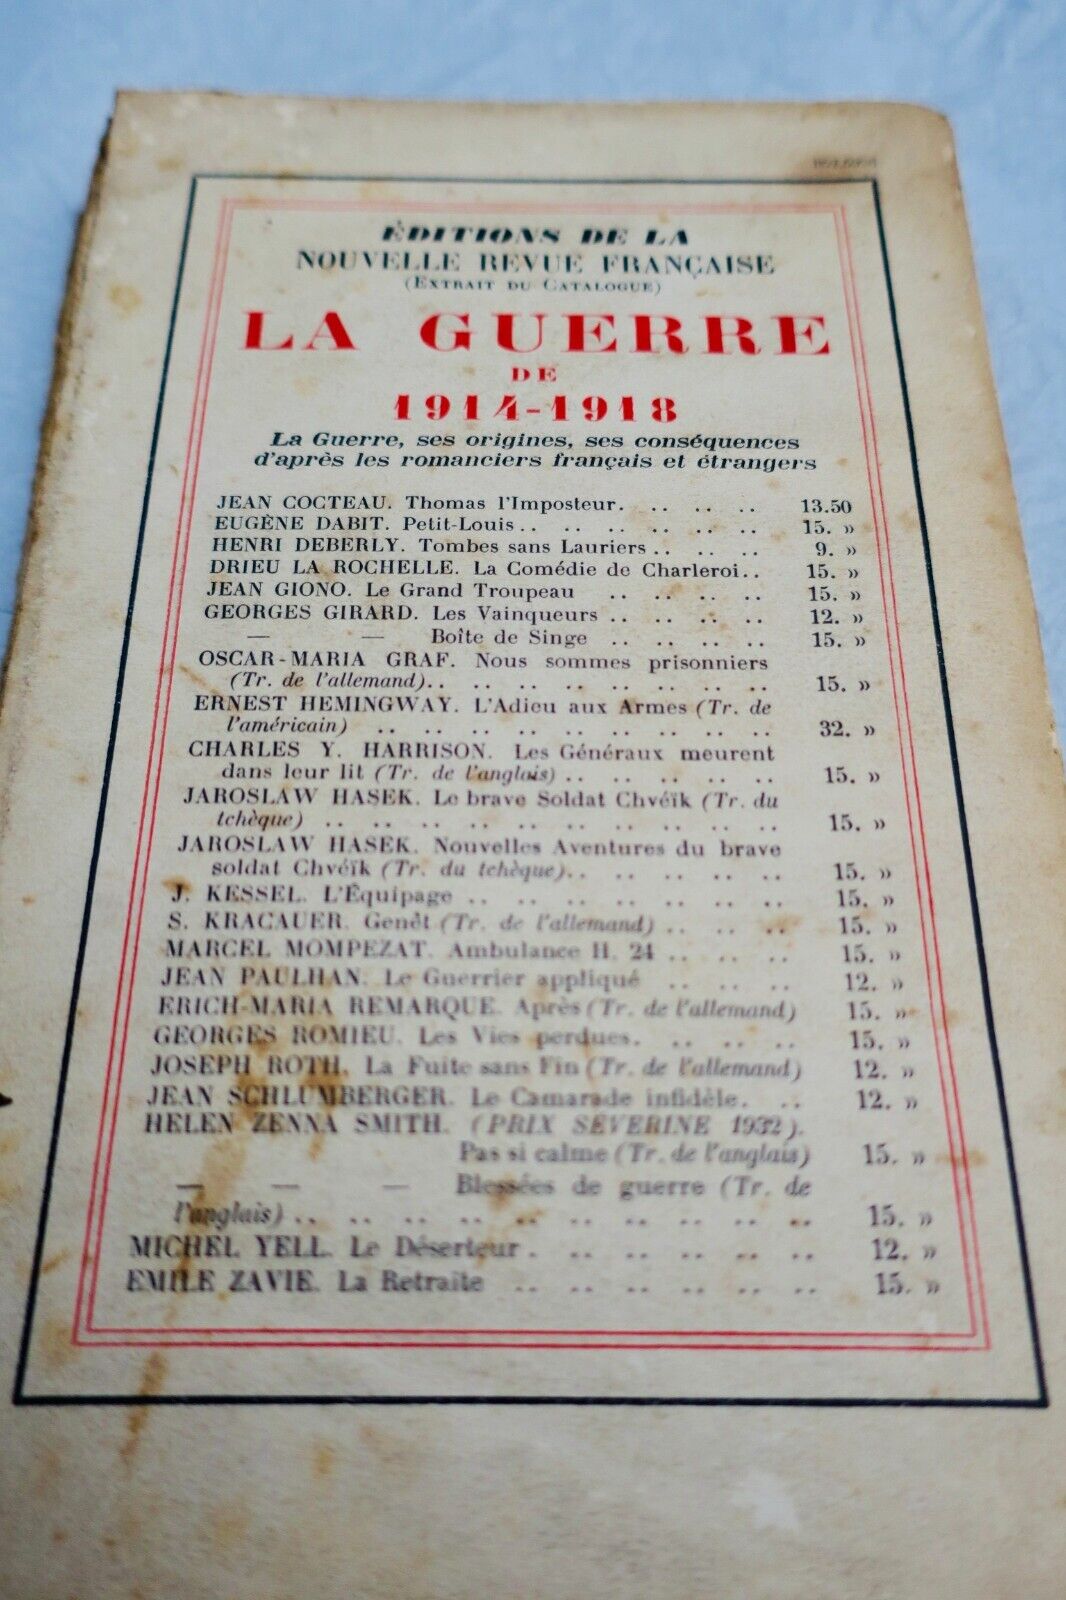 ÉDITIONS DE LA
NOUVELLE REVUE FRANÇAISE
(EXTRAIT DU CATALOGUE)
LA GUERRE
DE
1914-1918
La Guerre, ses origines, ses conséquences
d'après les romanciers français et étrangers
JEAN COCTEAU. Thomas l'Imposteur. . .. .. .. 13.50
EUGÈNE DABIT. Petit-Louis .. .. .. .. .. .. .. 15. »
HENRI DEBERLY. Tombes sans Lauriers .. .. .. 9. »
DRIEU LA ROCHELLE. La Comédie de Charleroi.. 15. »
JEAN GIONO. Le Grand Troupeau .. .. .. .. 15. »
GEORGES GIRARD. Les Vainqueurs .. .. .. .. 12. »
— — Boîte de Singe .. .. .. .. 15. »
OSCAR-MARIA GRAF. Nous sommes prisonniers
(Tr. de l'allemand).. .. .. .. .. .. .. .. .. 15. »
ERNEST HEMINGWAY. L'Adieu aux Armes (Tr. de
l'américain) .. .. .. .. .. .. .. .. .. .. 32. »
CHARLES Y. HARRISON. Les Généraux meurent
dans leur lit (Tr. de l'anglais) .. .. .. .. .. 15. »
JAROSLAW HASEK. Le brave Soldat Chvéïk (Tr. du
tchèque) .. .. .. .. .. .. .. .. .. .. .. 15. »
JAROSLAW HASEK. Nouvelles Aventures du brave
soldat Chvéïk (Tr. du tchèque).. .. .. .. .. .. 15. »
J. KESSEL. L'Équipage .. .. .. .. .. .. .. .. 15. »
S. KRACAUER. Genêt (Tr. de l'allemand) .. .. .. 15. »
MARCEL MOMPEZAT. Ambulance H. 24 .. .. .. 15. »
JEAN PAULHAN. Le Guerrier appliqué .. .. .. 12. »
ERICH-MARIA REMARQUE. Après (Tr. de l'allemand) 15. »
GEORGES ROMIEU. Les Vies perdues. . .. .. .. 15. »
JOSEPH ROTH. La Fuite sans Fin (Tr. de l'allemand) 12. »
JEAN SCHLUMBERGER. Le Camarade infidèle. .. 12. »
HELEN ZENNA SMITH. (PRIX SÉVERINE 1932).
Pas si calme (Tr. de l'anglais) 15. »
— — — Blessées de guerre (Tr. de
l'anglais) .. .. .. .. .. .. .. .. .. .. 15. »
MICHEL YELL. Le Déserteur . .. .. .. .. .. 12. »
EMILE ZAVIE. La Retraite .. .. .. .. .. .. 15. »